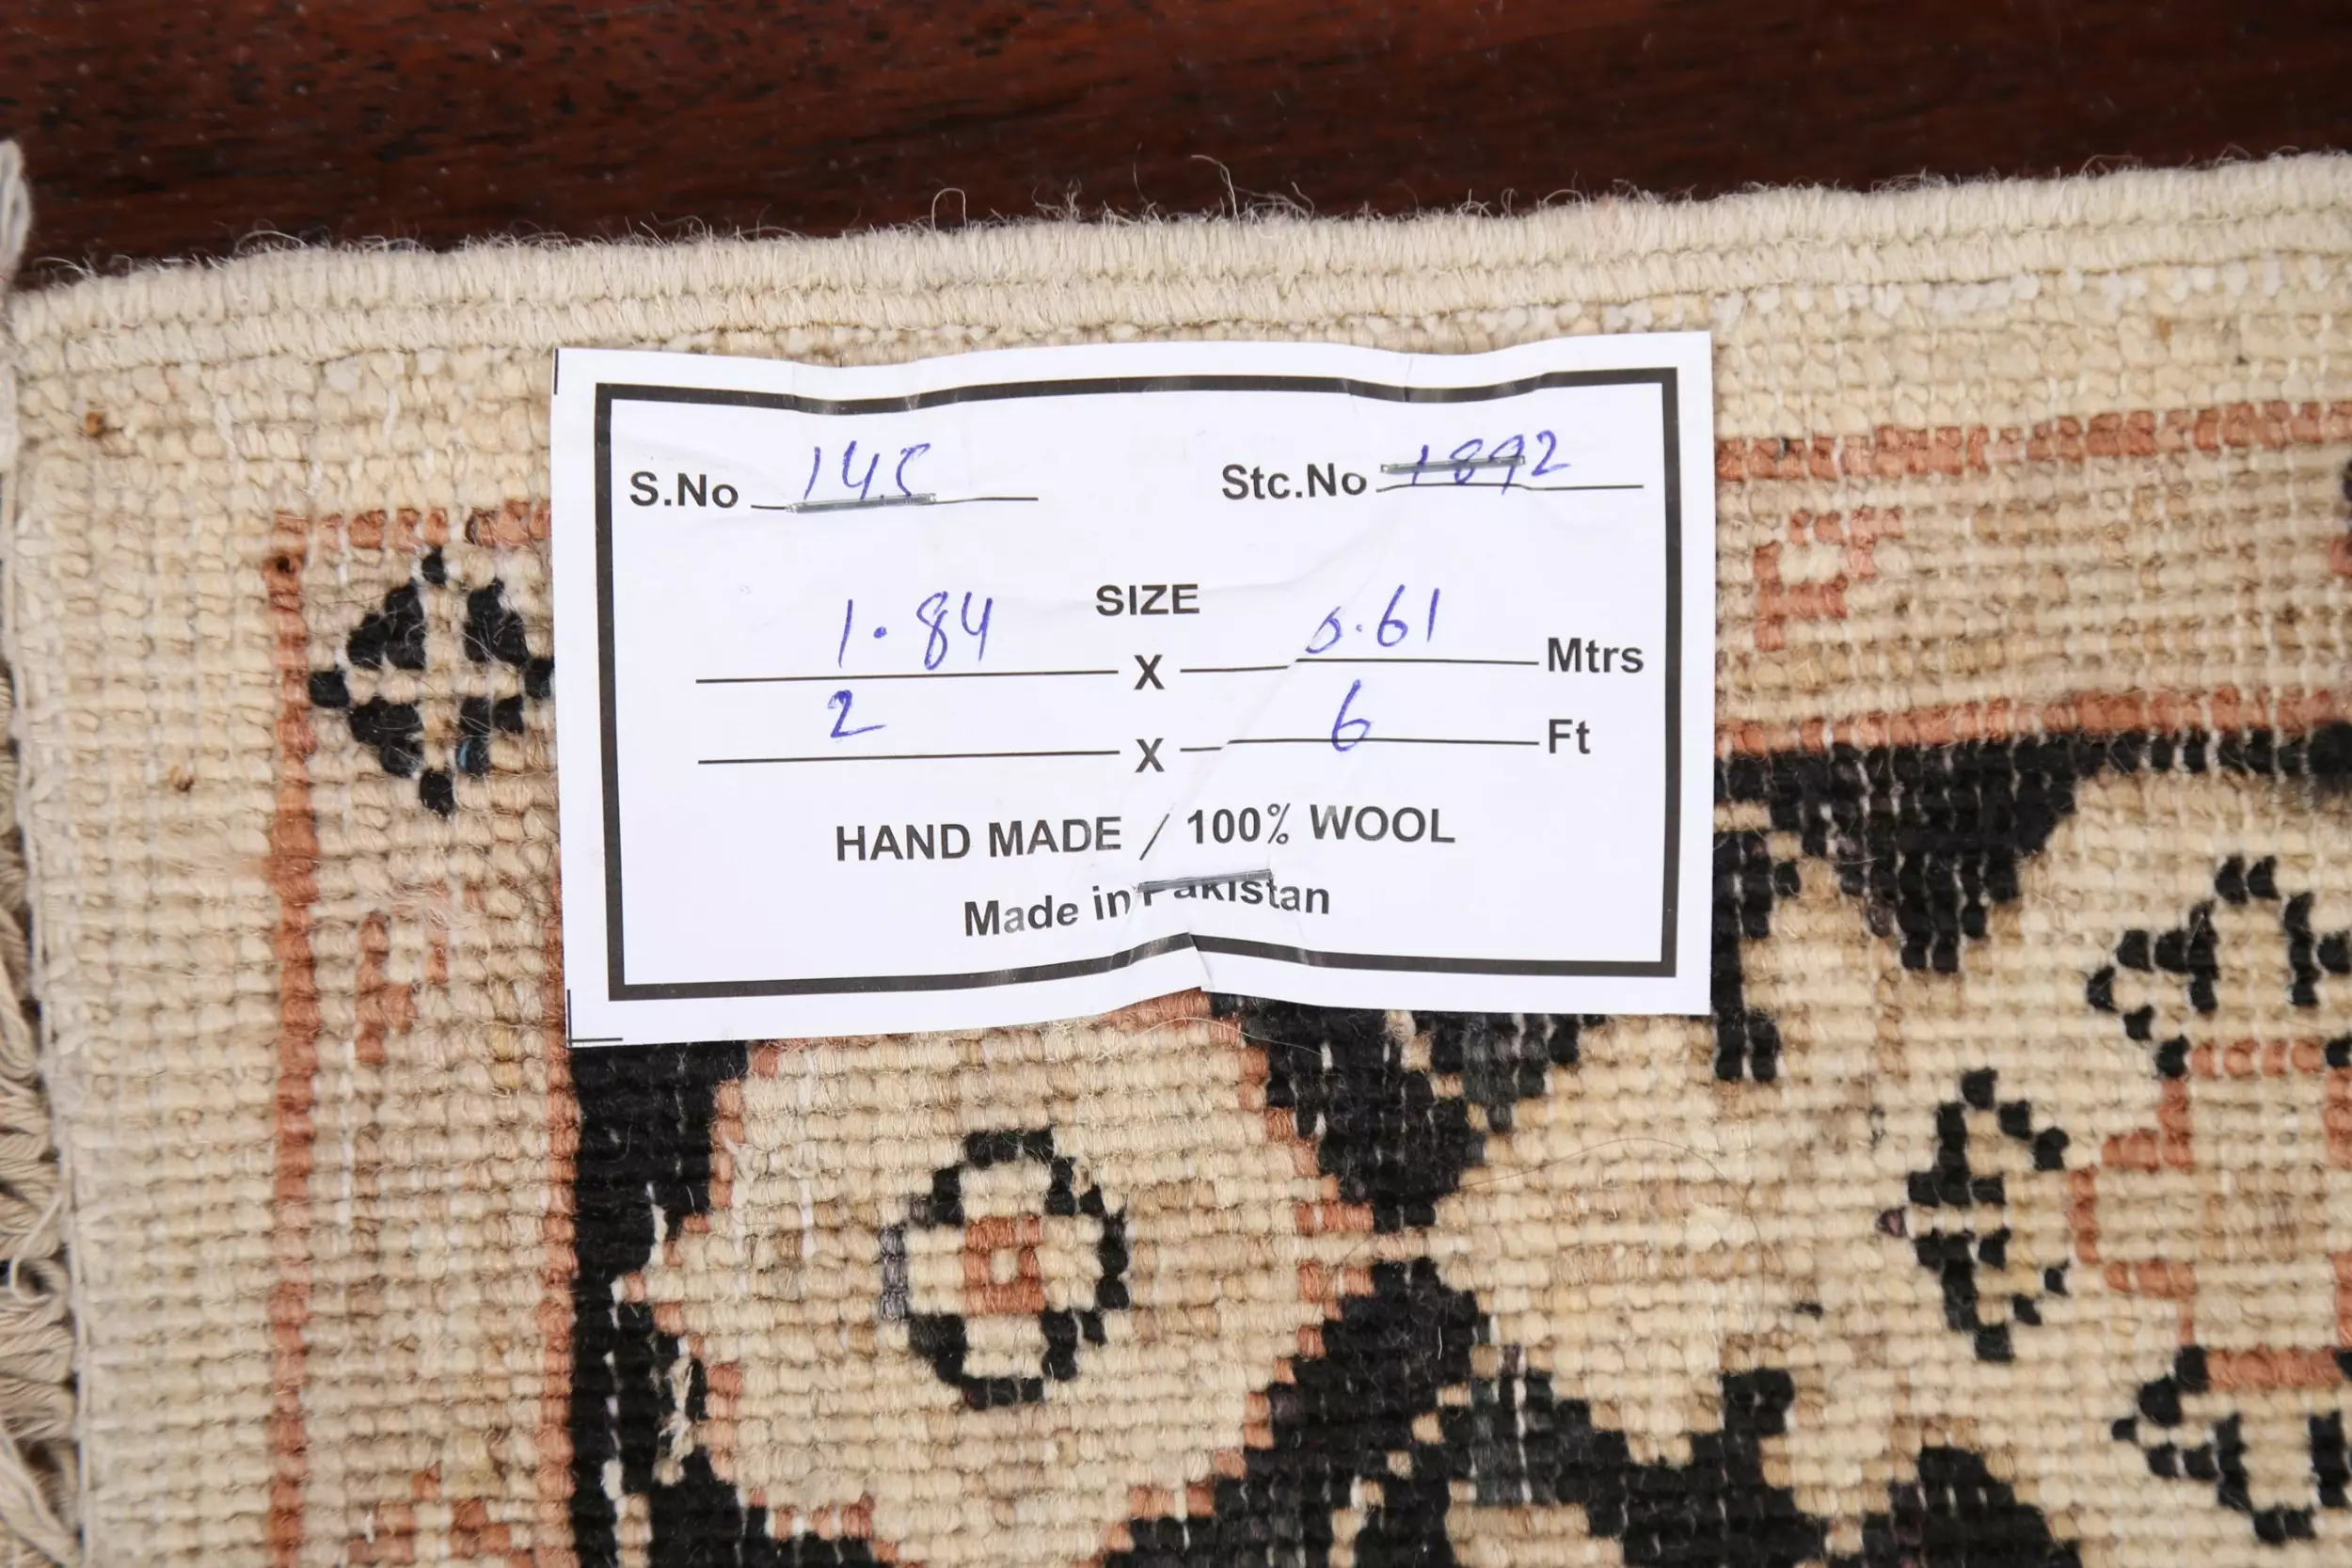 S.No 145 Stc.No 1892
SIZE
1.84 X 0.61 Mtrs
2 X 6 Ft
HAND MADE / 100% WOOL
Made in Pakistan